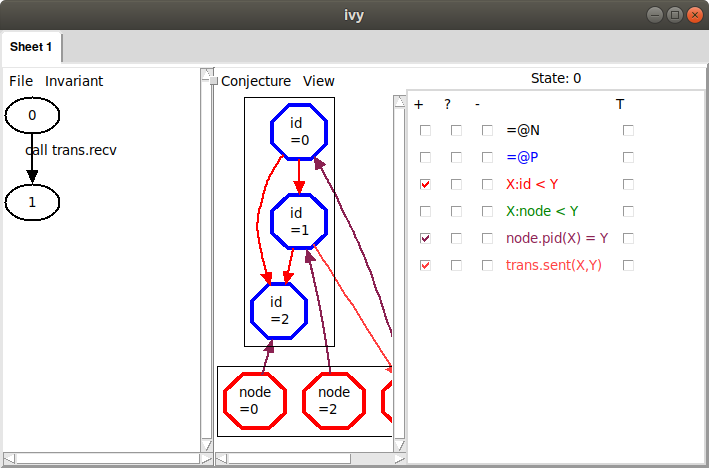 ivy
Sheet 1
File Invariant
0
call trans.recv
1
Conjecture View
id
=0
id
=1
id
=2
node
=0
node
=2
State: 0
+ ? - T
=@N
=@P
X:id < Y
X:node < Y
node.pid(X) = Y
trans.sent(X,Y)